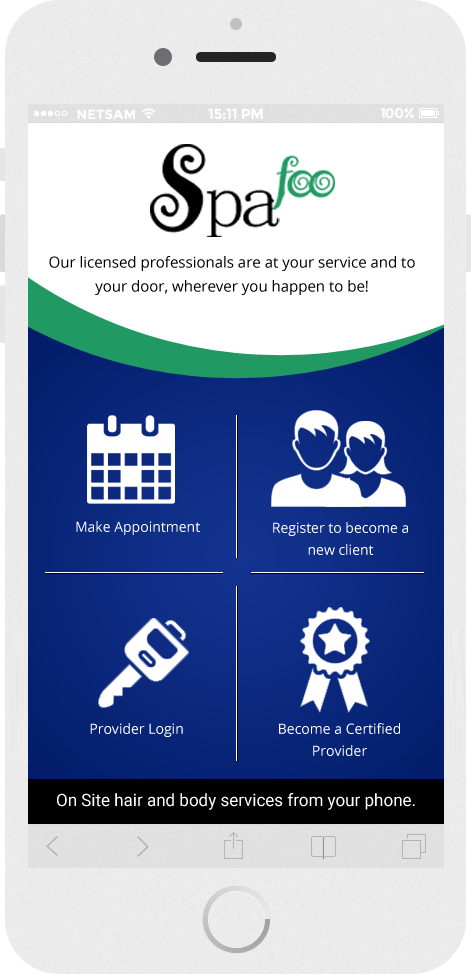 NETSAM 15:11 PM 100%
Spa foo
Our licensed professionals are at your service and to
your door, wherever you happen to be!
Make Appointment
Register to become a
new client
Provider Login
Become a Certified
Provider
On Site hair and body services from your phone.